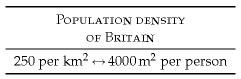 POPULATION DENSITY
OF BRITAIN
250 per km² ↔ 4000 m² per person